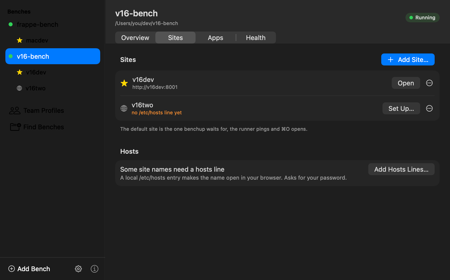 Benches
frappe-bench
frapdev
v16-bench
v16dev
v16two
Team Profiles
Find Benches
Add Bench
v16-bench
/Users/you/dev/v16-bench
Running
Overview
Sites
Apps
Health
Sites
Add Site...
v16dev
http://v16dev:8001
Open
v16two
no /etc/hosts line yet
Set Up...
The default site is the one benchup waits for, the runner pings and ⌘O opens.
Hosts
Some site names need a hosts line
A local /etc/hosts entry makes the name open in your browser. Asks for your password.
Add Hosts Lines...